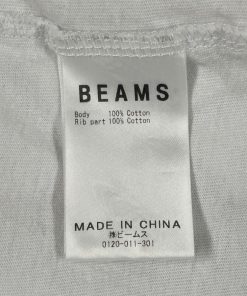 BEAMS
Body 100% Cotton
Rib part 100% Cotton
MADE IN CHINA
㈱ビームス
0120-011-301